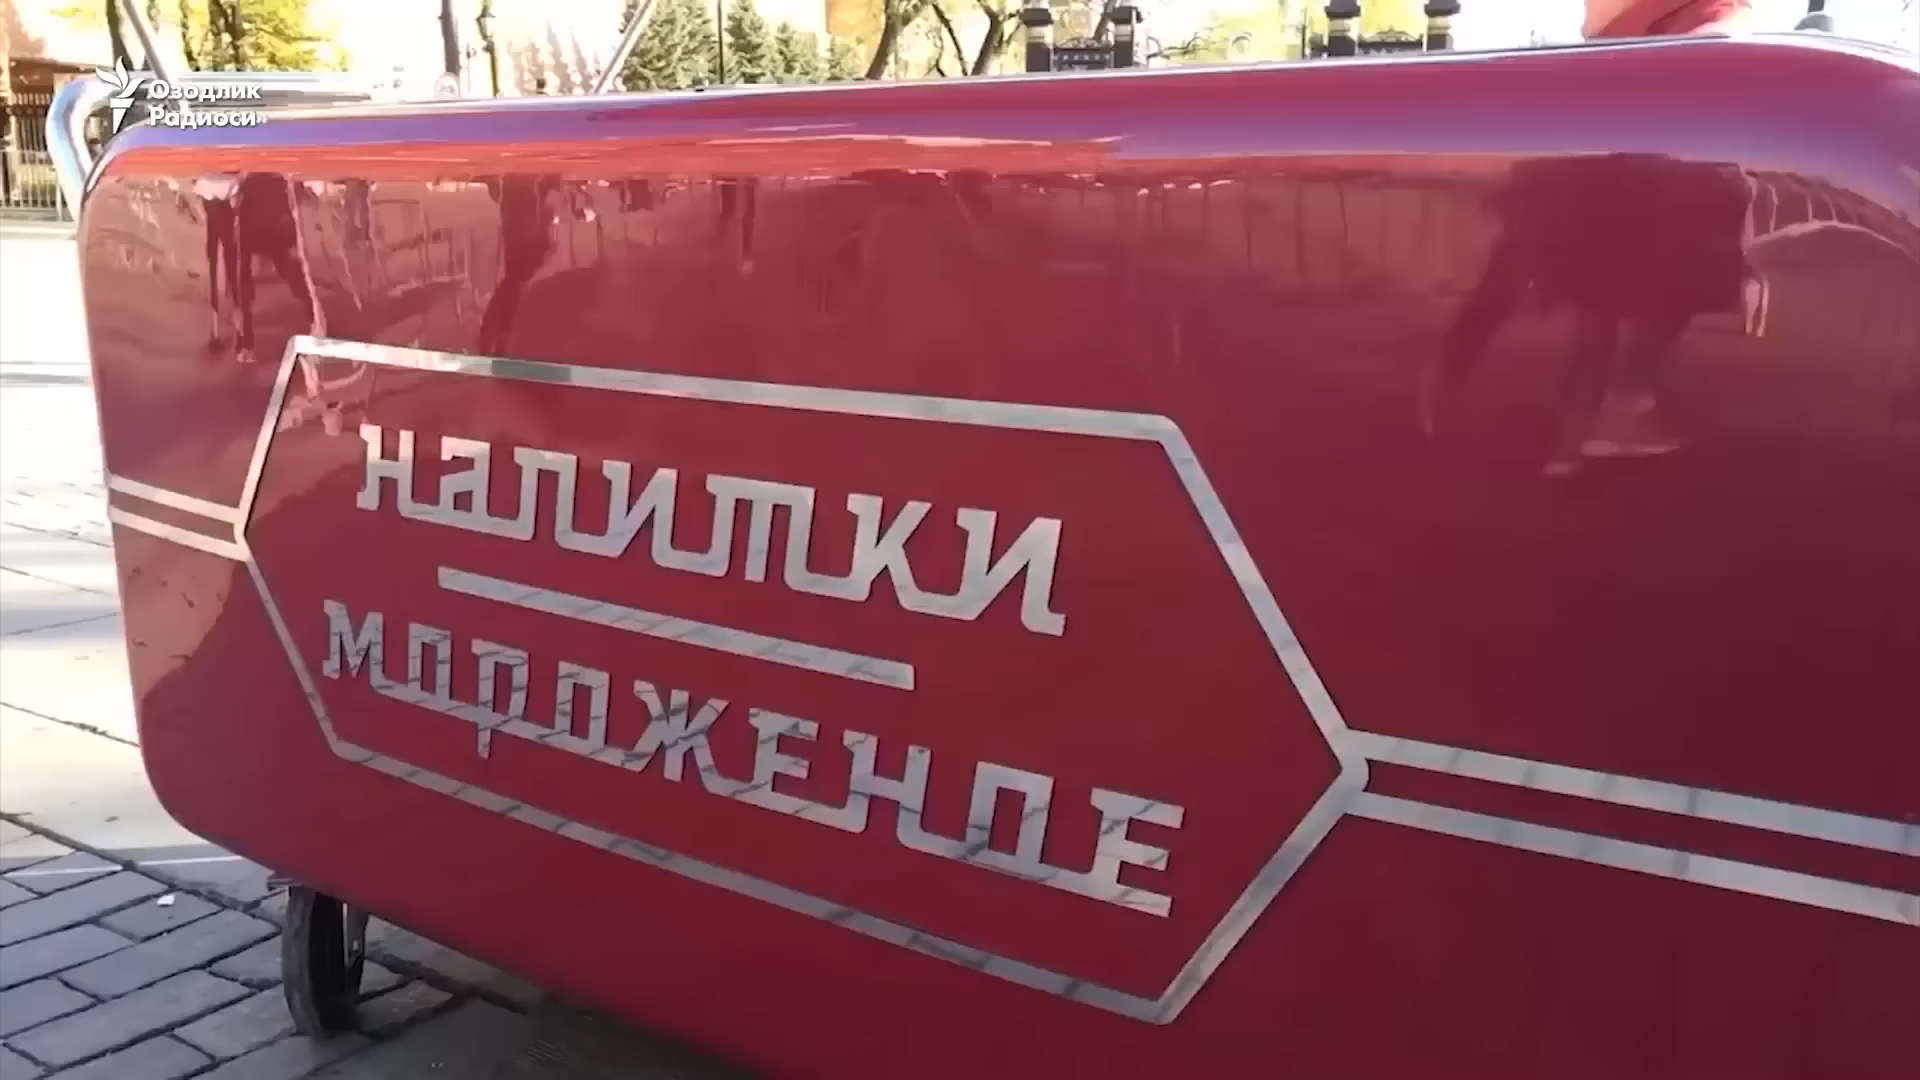 Озодлик
Радиоси
напитки
мороженое